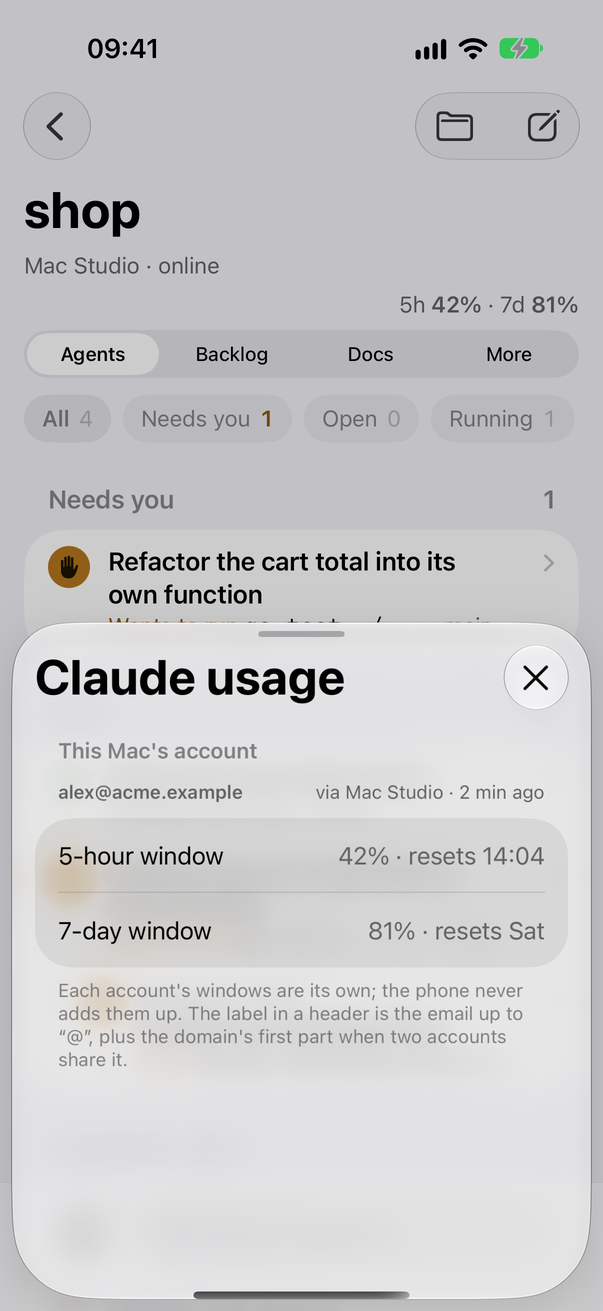 09:41
shop
Mac Studio · online
5h 42% · 7d 81%
Agents Backlog Docs More
All 4 Needs you 1 Open 0 Running 1
Needs you 1
Refactor the cart total into its
own function
Claude usage
This Mac's account
alex@acme.example via Mac Studio · 2 min ago
5-hour window 42% · resets 14:04
7-day window 81% · resets Sat
Each account's windows are its own; the phone never
adds them up. The label in a header is the email up to
“@”, plus the domain's first part when two accounts
share it.